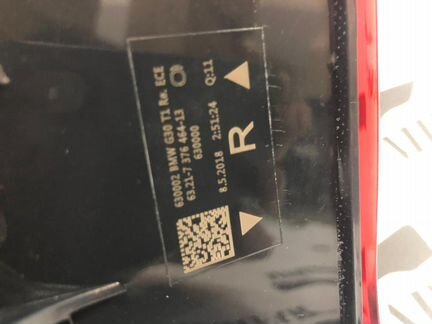 630002 BMW G30 T1 Re. ECE
63.21-7 376 464-13
630000
8.5.2018 2:51:24 Q:11
R